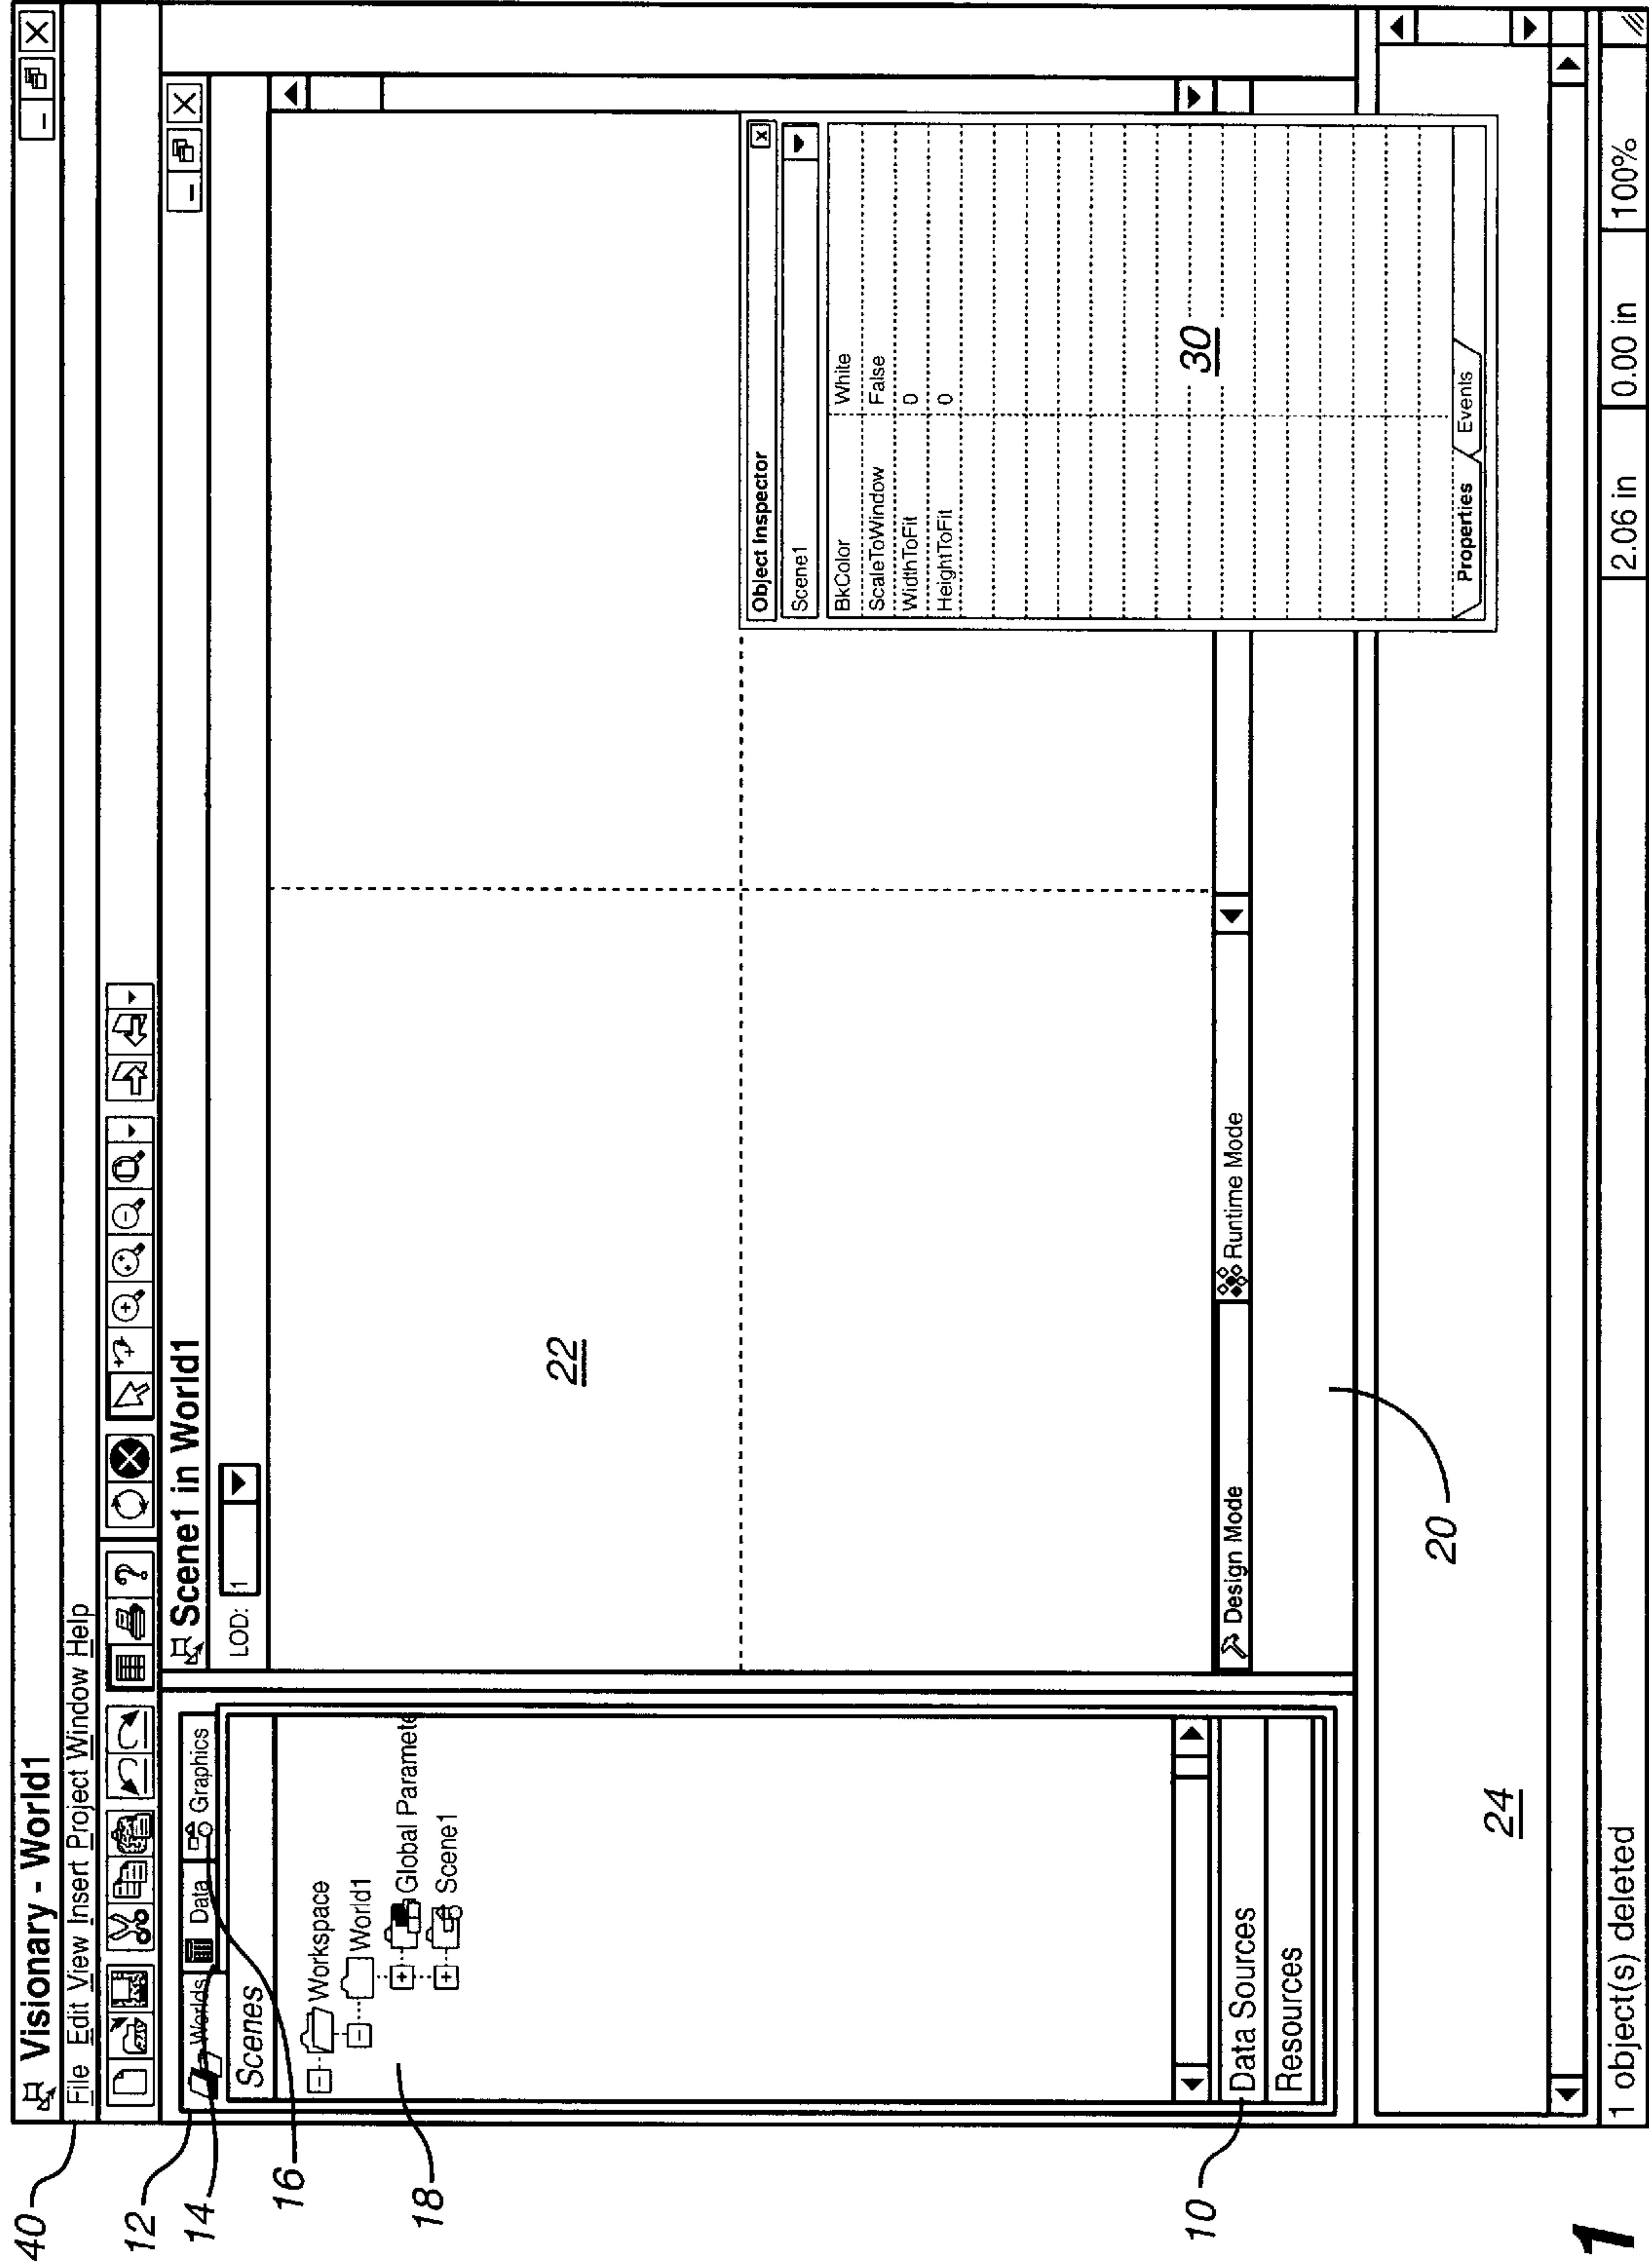 Visionary - World1
File Edit View Insert Project Window Help
40
12
14
16
18
10
Worlds
Data
Graphics
Scenes
Workspace
World1
Global Paramete
Scene1
Data Sources
Resources
Scene1 in World1
LOD: 1
22
Design Mode
Runtime Mode
20
24
Object Inspector
Scene1
BkColor White
ScaleToWindow False
WidthToFit 0
HeightToFit 0
30
Properties
Events
1 object(s) deleted
2.06 in
0.00 in
100%
1